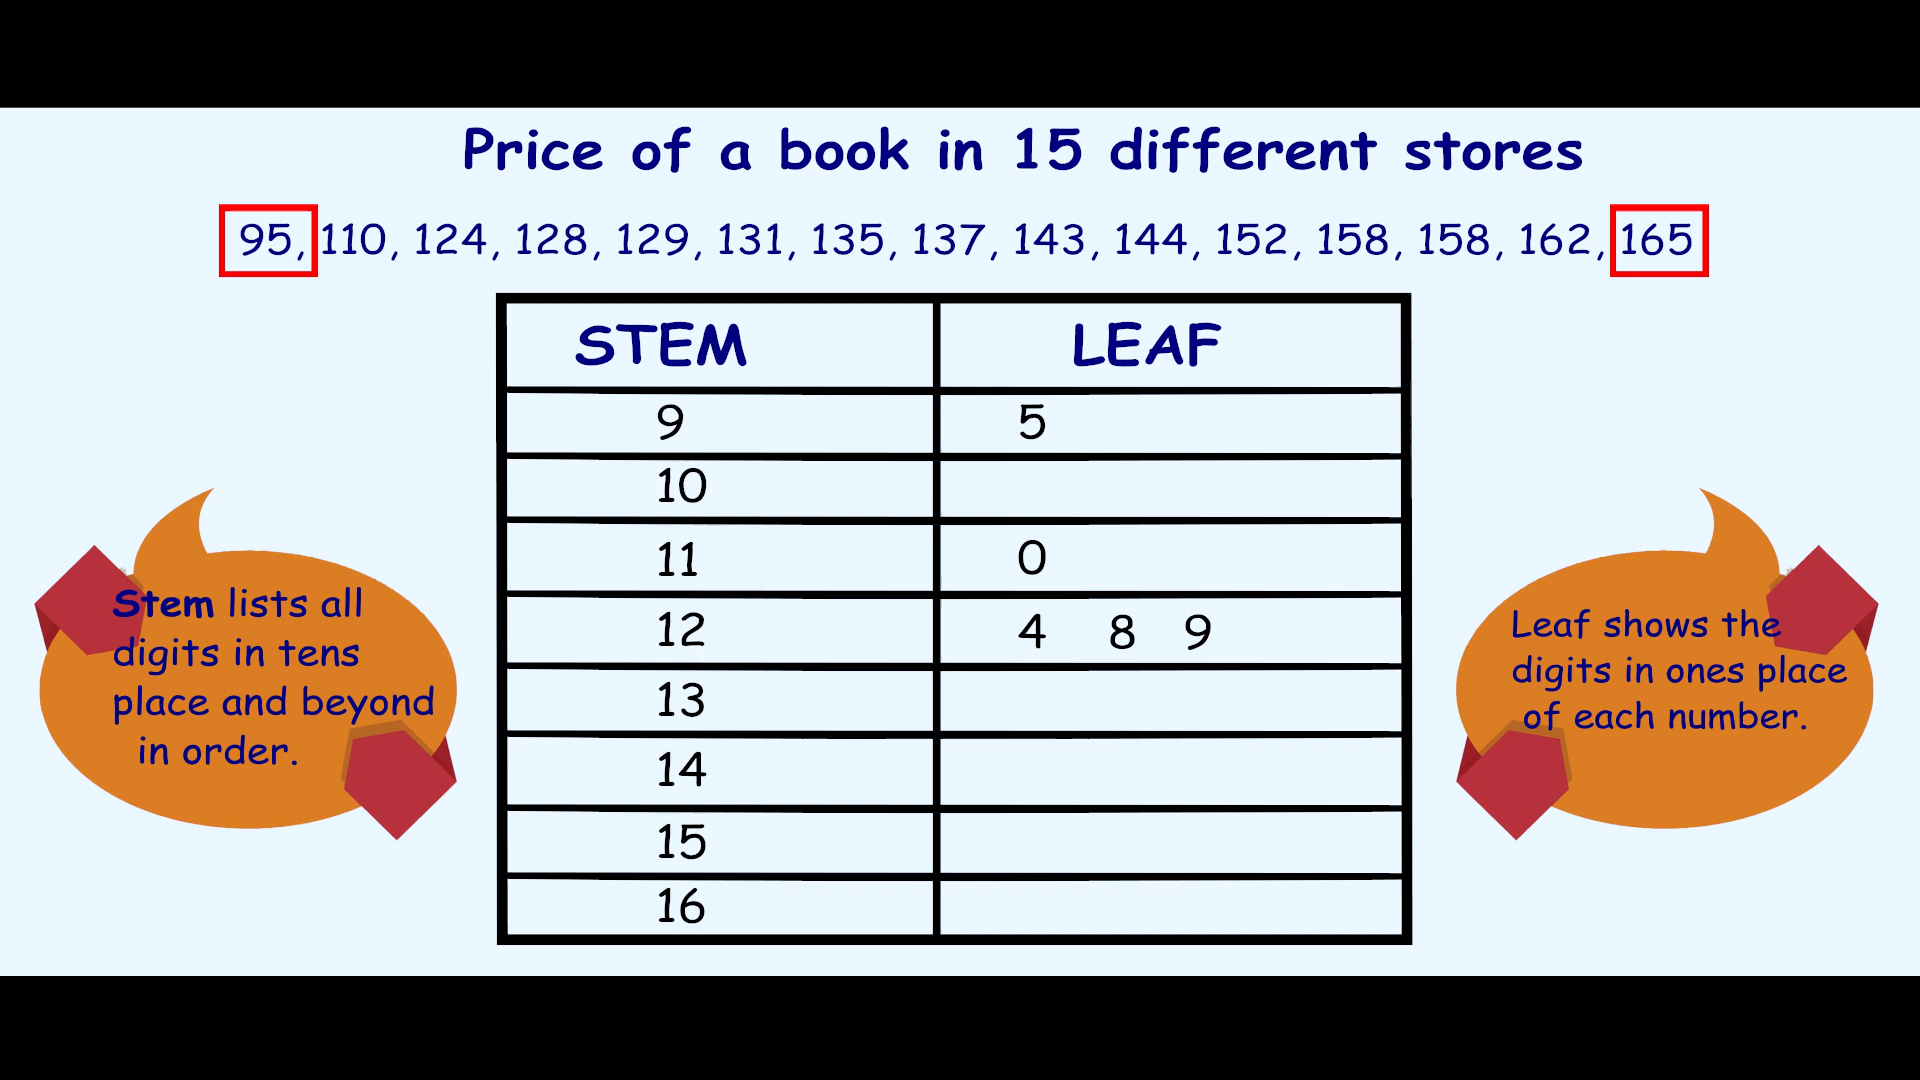 Price of a book in 15 different stores
95, 110, 124, 128, 129, 131, 135, 137, 143, 144, 152, 158, 158, 162, 165
STEM LEAF
9 5
10
11 0
12 4 8 9
13
14
15
16
Stem lists all
digits in tens
place and beyond
in order.
Leaf shows the
digits in ones place
of each number.